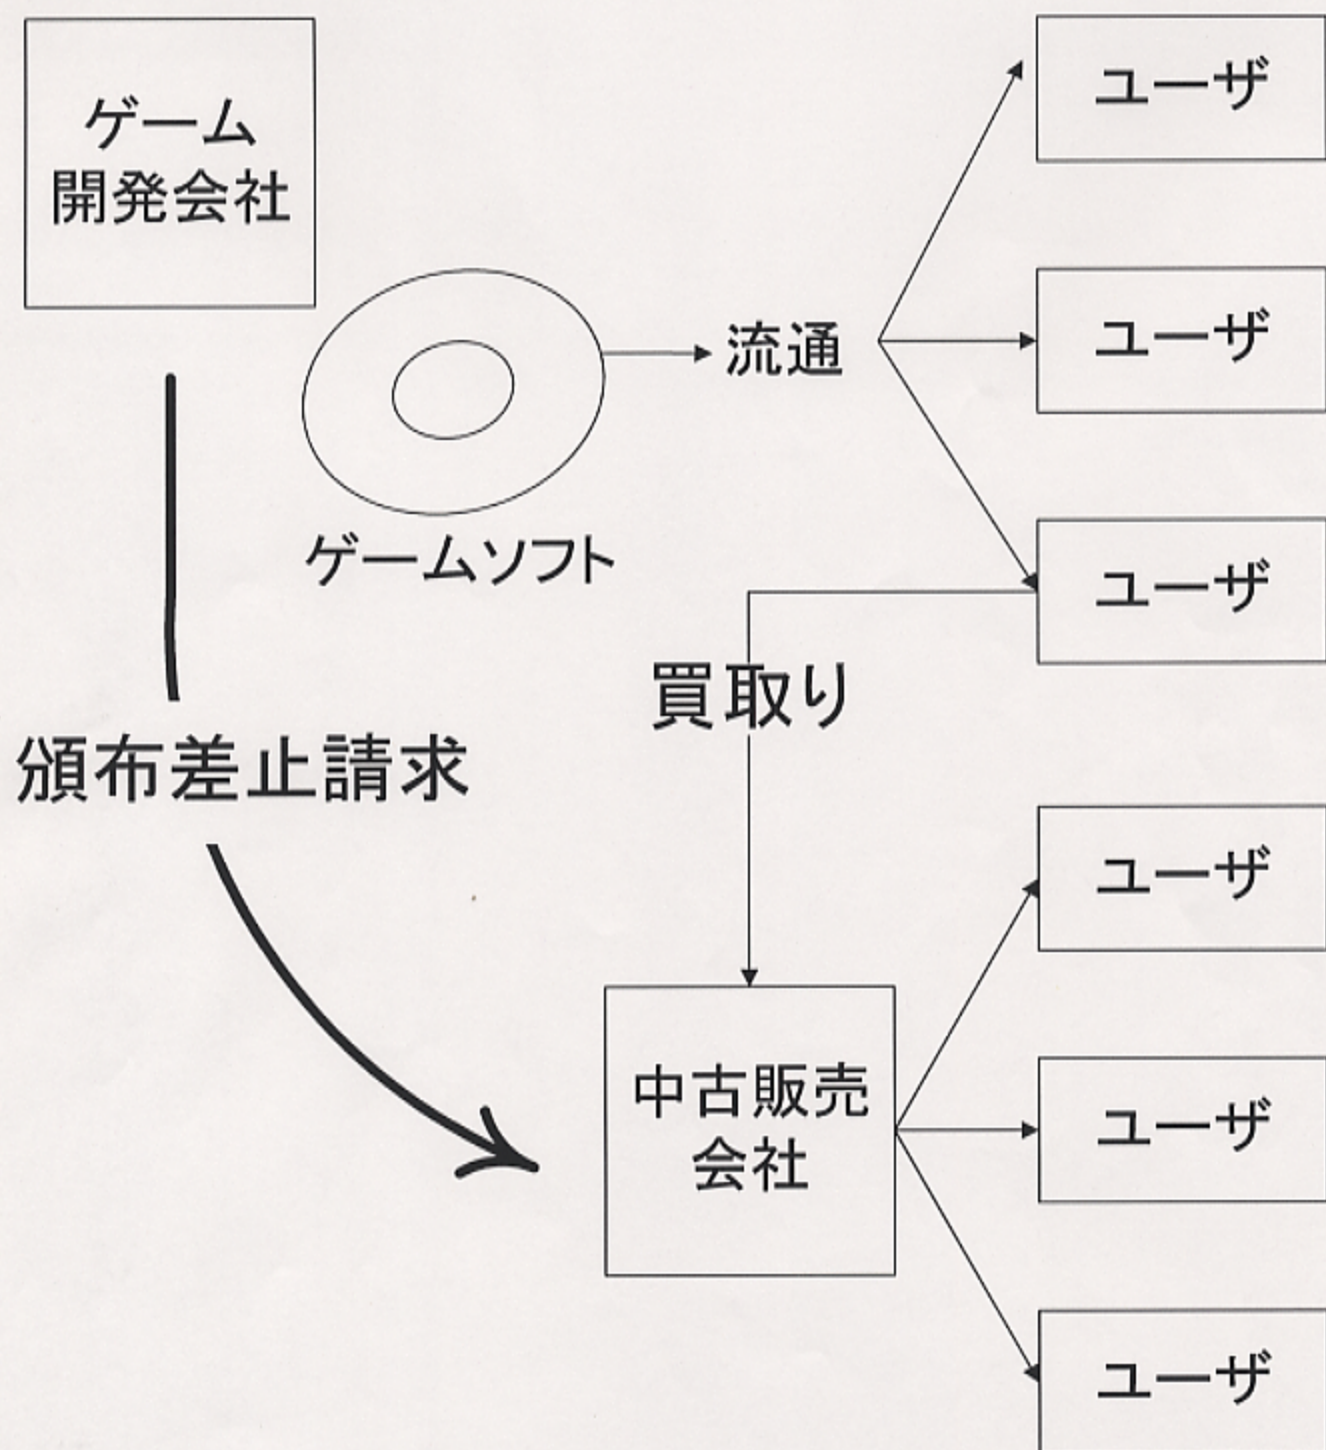 ゲーム
開発会社
ユーザ
流通
ユーザ
ゲームソフト
ユーザ
買取り
頒布差止請求
ユーザ
中古販売
会社
ユーザ
ユーザ